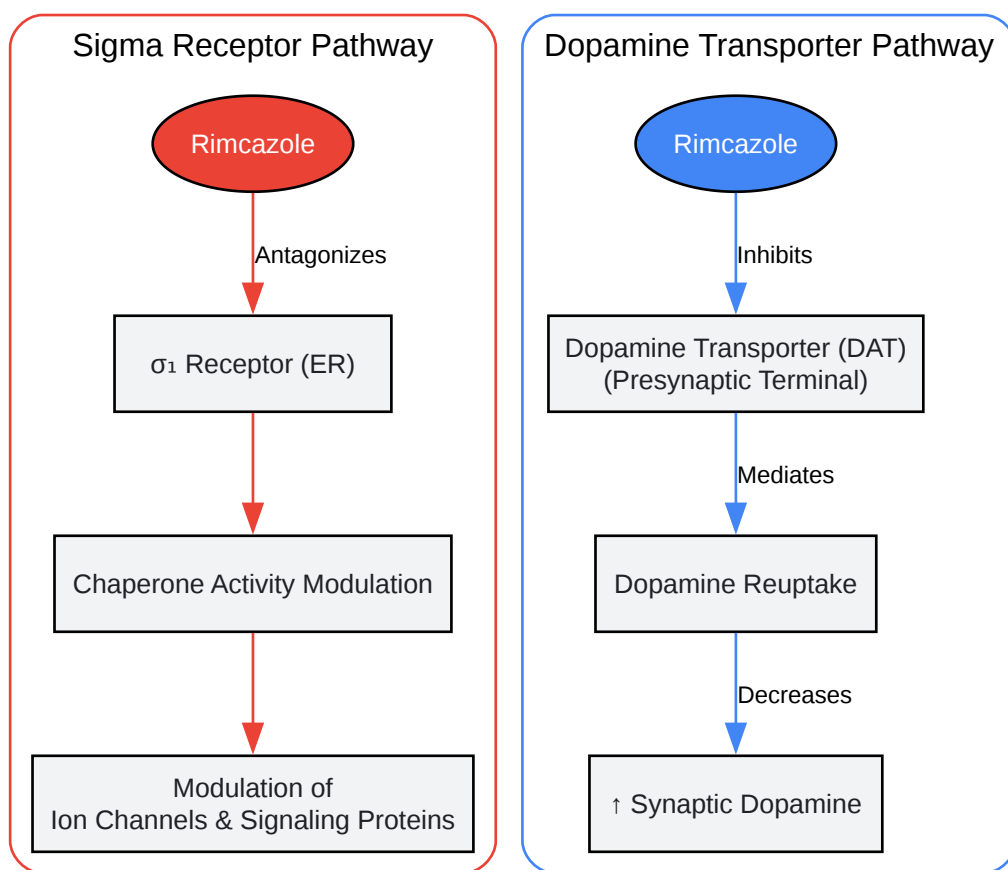 Sigma Receptor Pathway
Rimcazole
Antagonizes
σ₁ Receptor (ER)
Chaperone Activity Modulation
Modulation of
Ion Channels & Signaling Proteins
Dopamine Transporter Pathway
Rimcazole
Inhibits
Dopamine Transporter (DAT)
(Presynaptic Terminal)
Mediates
Dopamine Reuptake
Decreases
↑ Synaptic Dopamine